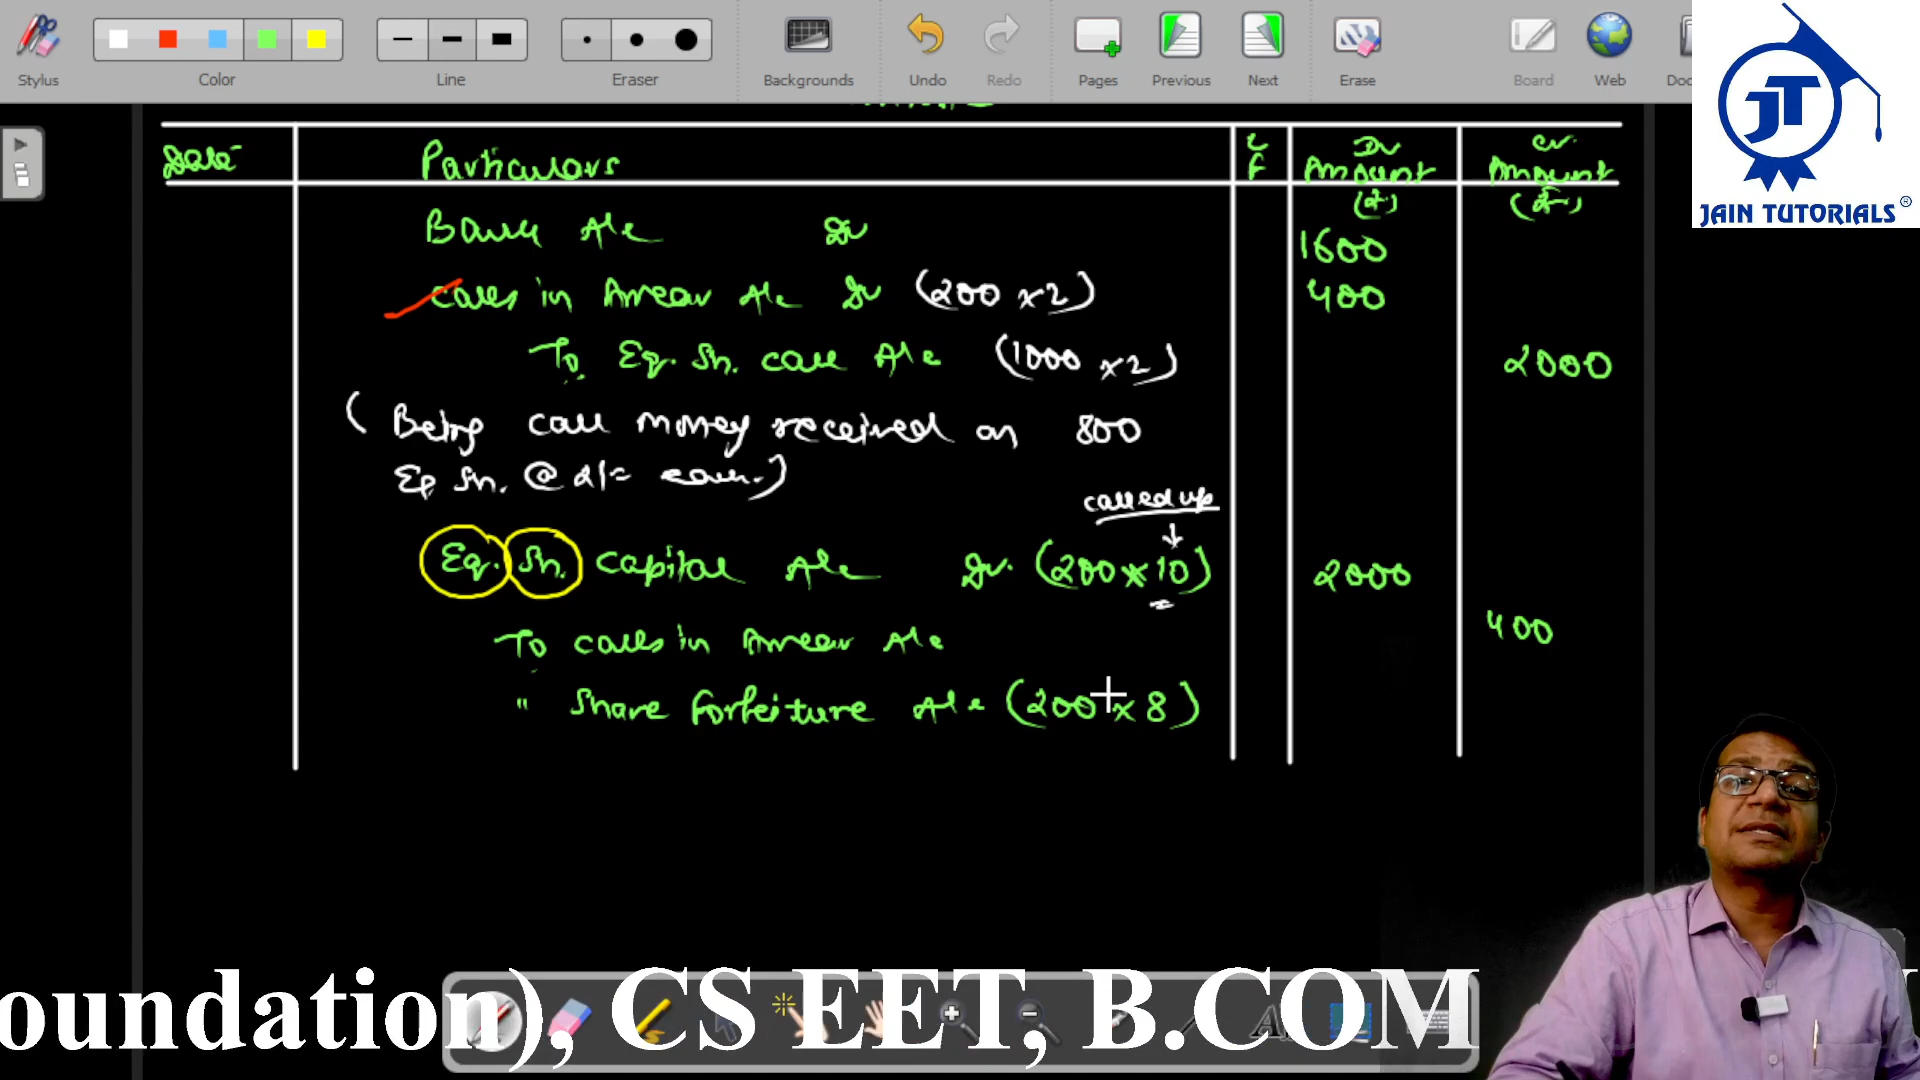 Stylus Color Line Eraser Backgrounds Undo Redo Pages Previous Next Erase Board Web
JT
JAIN TUTORIALS®
Date Particulars L F Dr Amount (₹) Cr. Amount (₹)
Bank A/c Dr 1600
Calls in Arrear A/c Dr (200 × 2) 400
To Eq. Sh. call A/c (1000 × 2) 2000
(Being call money received on 800
Eq Sh. @ 2/= each.)
called up
Eq. Sh. Capital A/c Dr. (200 × 10) 2000
To calls in Arrear A/c 400
" Share Forfeiture A/c (200 × 8)
oundation), CS EET, B.COM